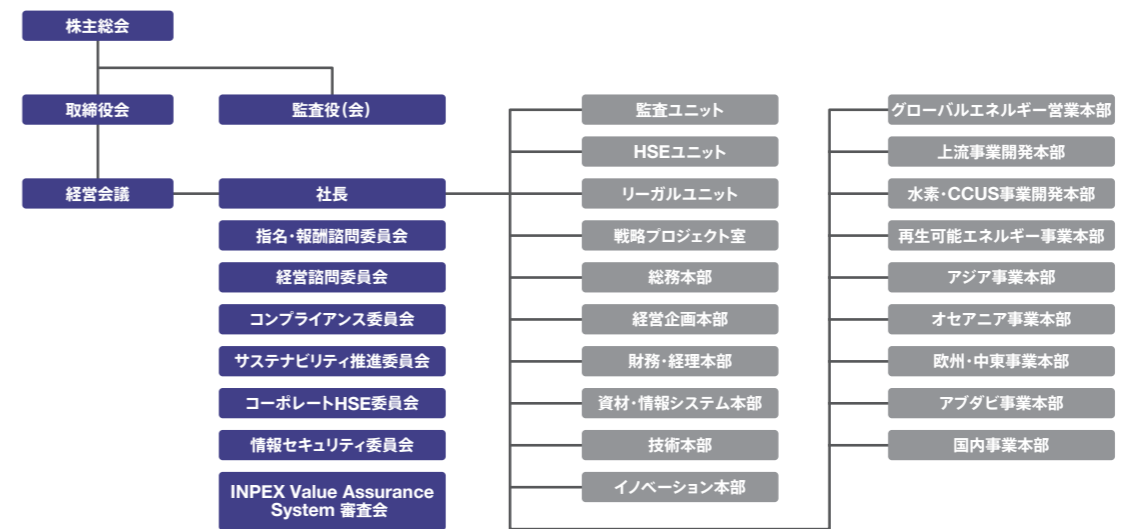 株主総会
取締役会
監査役(会)
経営会議
社長
指名・報酬諮問委員会
経営諮問委員会
コンプライアンス委員会
サステナビリティ推進委員会
コーポレートHSE委員会
情報セキュリティ委員会
INPEX Value Assurance
System 審査会
監査ユニット
HSEユニット
リーガルユニット
戦略プロジェクト室
総務本部
経営企画本部
財務・経理本部
資材・情報システム本部
技術本部
イノベーション本部
グローバルエネルギー営業本部
上流事業開発本部
水素・CCUS事業開発本部
再生可能エネルギー事業本部
アジア事業本部
オセアニア事業本部
欧州・中東事業本部
アブダビ事業本部
国内事業本部